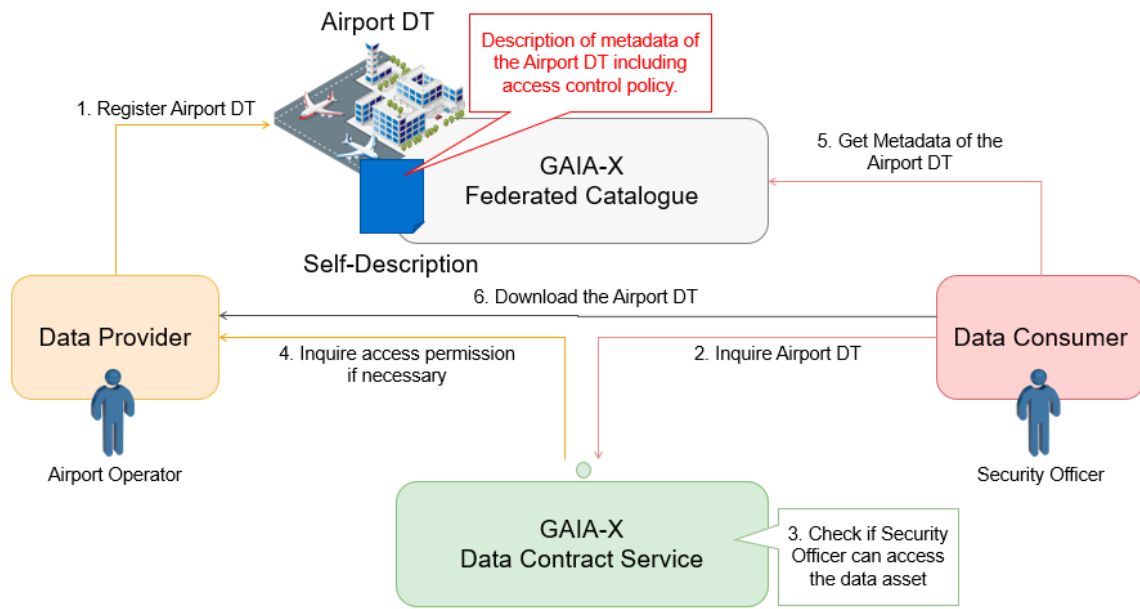 Airport DT
Description of metadata of
the Airport DT including
access control policy.
1. Register Airport DT
5. Get Metadata of the
Airport DT
GAIA-X
Federated Catalogue
Self-Description
6. Download the Airport DT
Data Provider
Data Consumer
4. Inquire access permission
if necessary
2. Inquire Airport DT
Airport Operator
Security Officer
GAIA-X
Data Contract Service
3. Check if Security
Officer can access
the data asset